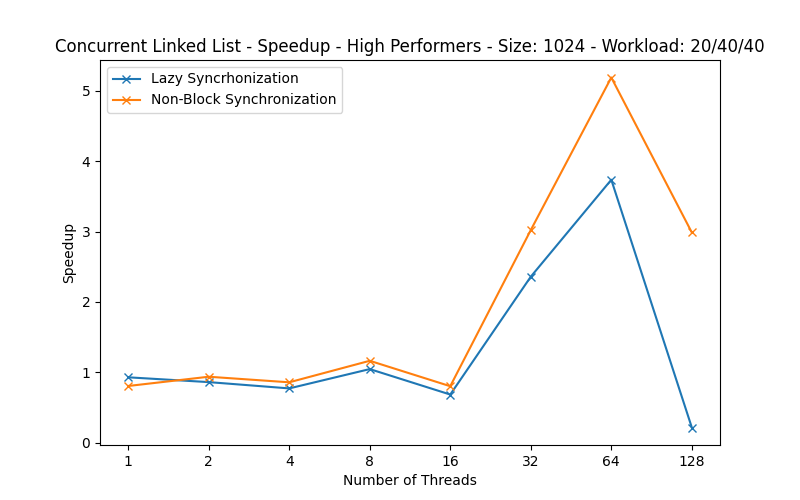 Concurrent Linked List - Speedup - High Performers - Size: 1024 - Workload: 20/40/40
Lazy Syncrhonization
Non-Block Synchronization
Speedup
5
4
3
2
1
0
1 2 4 8 16 32 64 128
Number of Threads